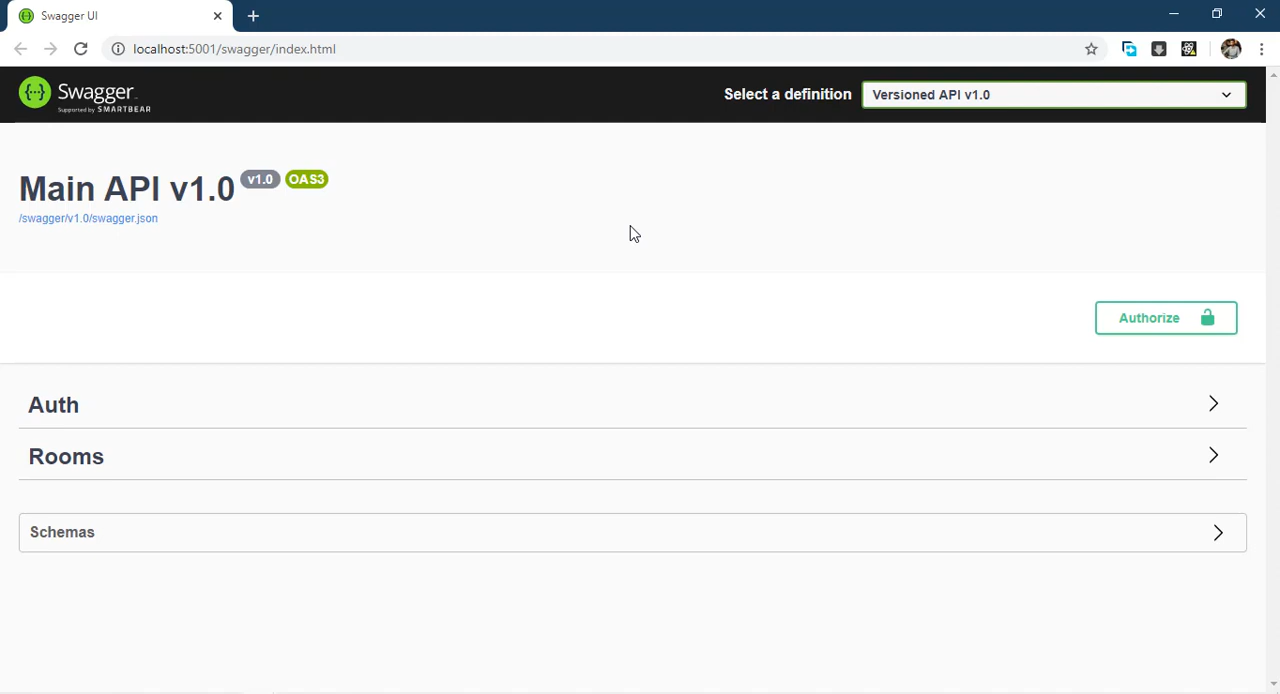 Swagger UI
localhost:5001/swagger/index.html
Swagger
Supported by SMARTBEAR
Select a definition
Versioned API v1.0
Main API v1.0
v1.0
OAS3
/swagger/v1.0/swagger.json
Authorize
Auth
Rooms
Schemas